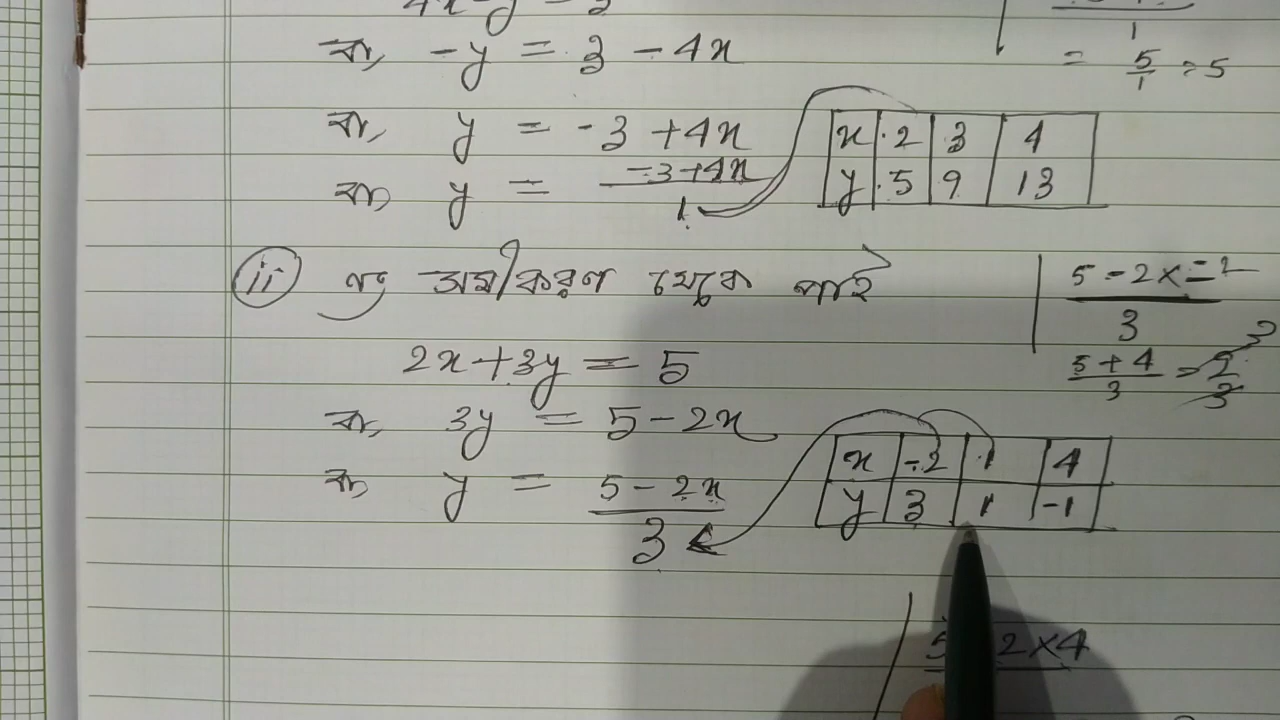 4x - y = 3
বা, -y = 3 - 4x
বা, y = -3 + 4x
বা, y = -3+4x / 1
= 5/1 = 5
x | 2 | 3 | 4
y | 5 | 9 | 13
ii নং সমীকরণ থেকে পাই
2x + 3y = 5
বা, 3y = 5 - 2x
বা, y = 5 - 2x / 3
5 - 2 x - 2 / 3
5 + 4 / 3
x | -2 | 1 | 4
y | 3 | 1 | -1
2 x 4